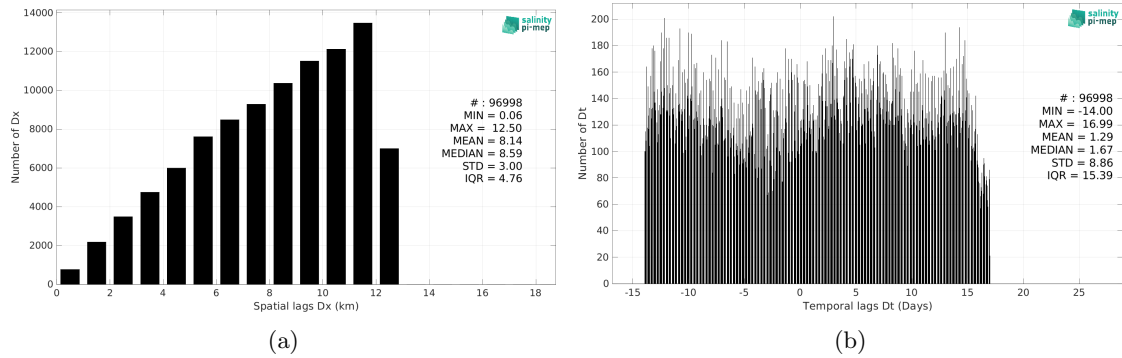 14000
12000
10000
8000
6000
4000
2000
0
Number of Dx
0 2 4 6 8 10 12 14 16 18
Spatial lags Dx (km)
salinity
pi-mep
# : 96998
MIN = 0.06
MAX = 12.50
MEAN = 8.14
MEDIAN = 8.59
STD = 3.00
IQR = 4.76
(a)
200
180
160
140
120
100
80
60
40
20
0
Number of Dt
-15 -10 -5 0 5 10 15 20 25
Temporal lags Dt (Days)
salinity
pi-mep
# : 96998
MIN = -14.00
MAX = 16.99
MEAN = 1.29
MEDIAN = 1.67
STD = 8.86
IQR = 15.39
(b)